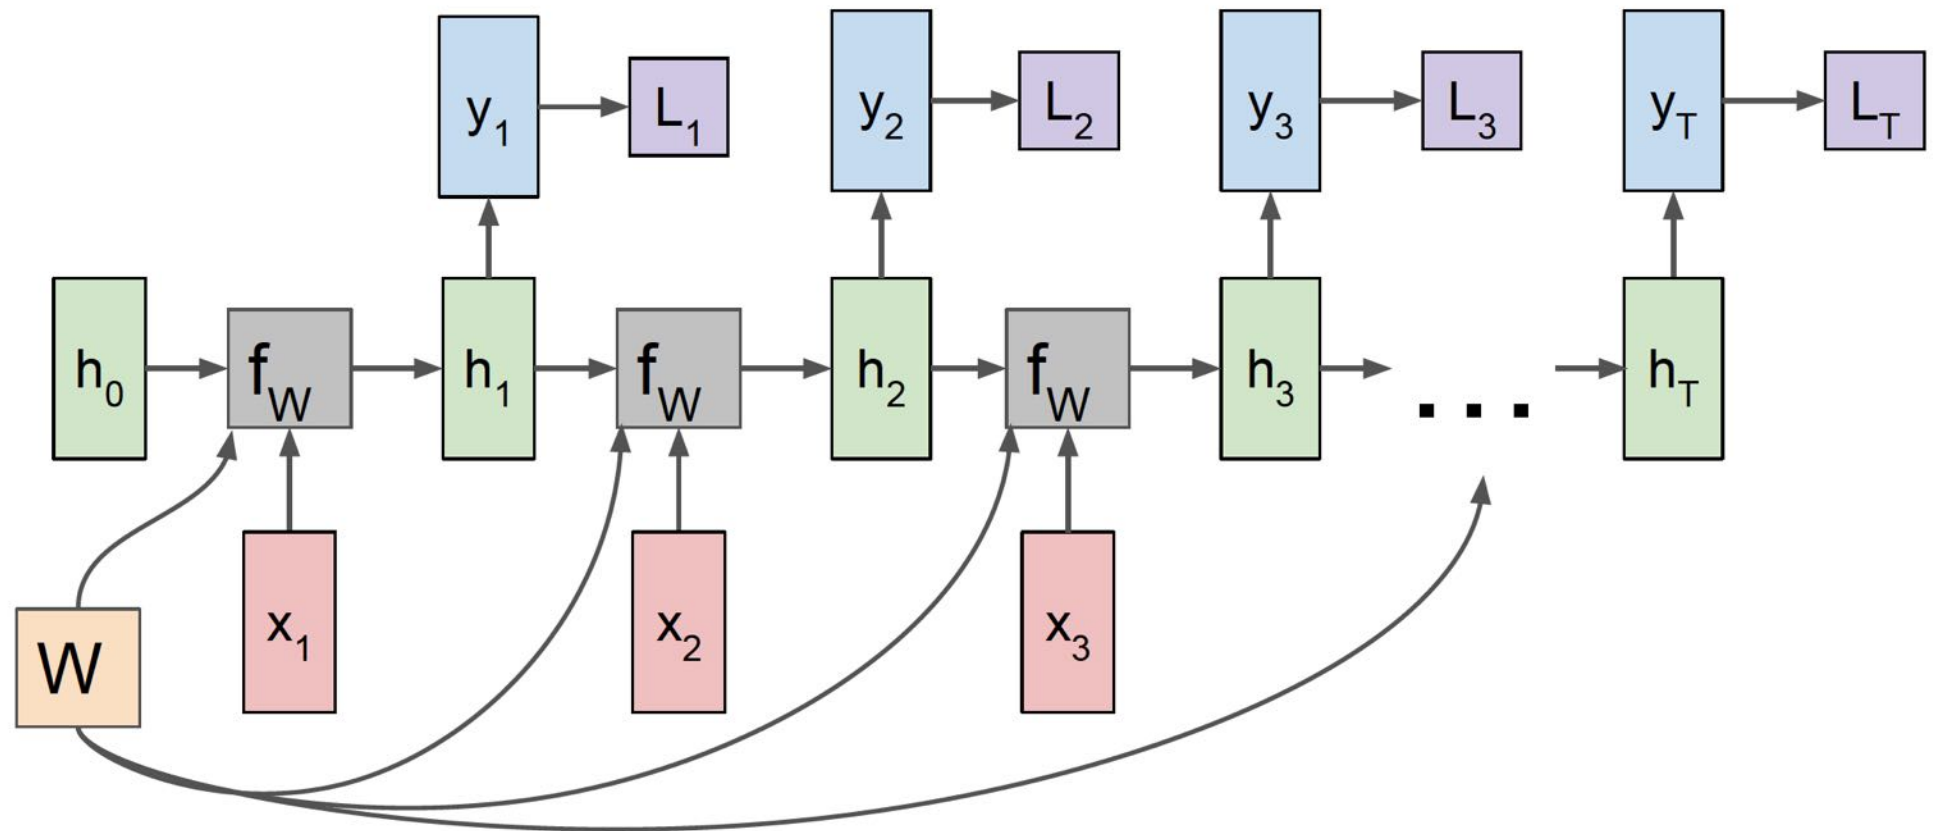 y1 L1 y2 L2 y3 L3 yT LT
h0 fW h1 fW h2 fW h3 ... hT
W x1 x2 x3